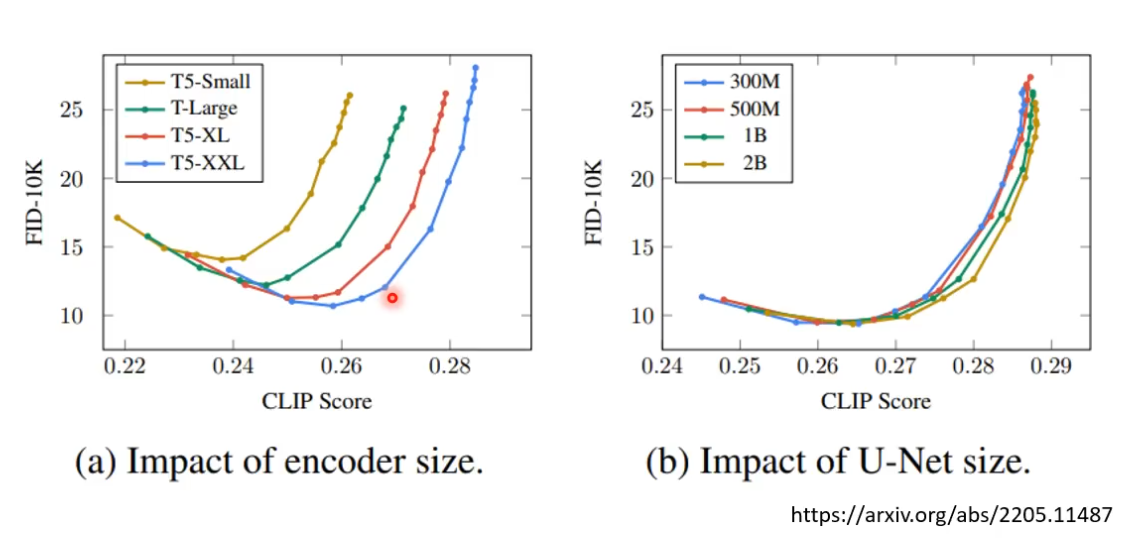 T5-Small
T-Large
T5-XL
T5-XXL
25
20
15
10
FID-10K
0.22 0.24 0.26 0.28
CLIP Score
(a) Impact of encoder size.
300M
500M
1B
2B
25
20
15
10
FID-10K
0.24 0.25 0.26 0.27 0.28 0.29
CLIP Score
(b) Impact of U-Net size.
https://arxiv.org/abs/2205.11487